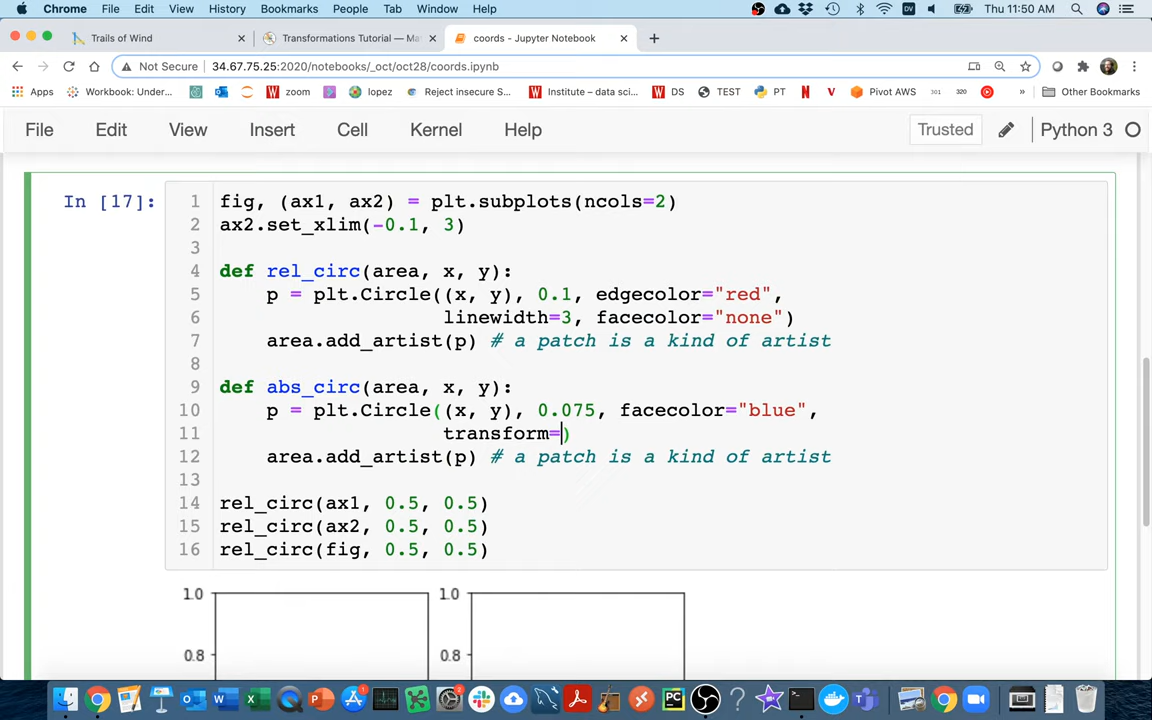 Chrome File Edit View History Bookmarks People Tab Window Help Thu 11:50 AM
Trails of Wind × Transformations Tutorial — Ma × coords - Jupyter Notebook × +
Not Secure 34.67.75.25:2020/notebooks/_oct/oct28/coords.ipynb
Apps Workbook: Under... zoom lopez Reject insecure S... Institute – data sci... DS TEST PT Pivot AWS 301 320 » Other Bookmarks
File Edit View Insert Cell Kernel Help Trusted Python 3
In [17]: 1 fig, (ax1, ax2) = plt.subplots(ncols=2)
2 ax2.set_xlim(-0.1, 3)
3
4 def rel_circ(area, x, y):
5 p = plt.Circle((x, y), 0.1, edgecolor="red",
6 linewidth=3, facecolor="none")
7 area.add_artist(p) # a patch is a kind of artist
8
9 def abs_circ(area, x, y):
10 p = plt.Circle((x, y), 0.075, facecolor="blue",
11 transform=)
12 area.add_artist(p) # a patch is a kind of artist
13
14 rel_circ(ax1, 0.5, 0.5)
15 rel_circ(ax2, 0.5, 0.5)
16 rel_circ(fig, 0.5, 0.5)
1.0 1.0
0.8 0.8